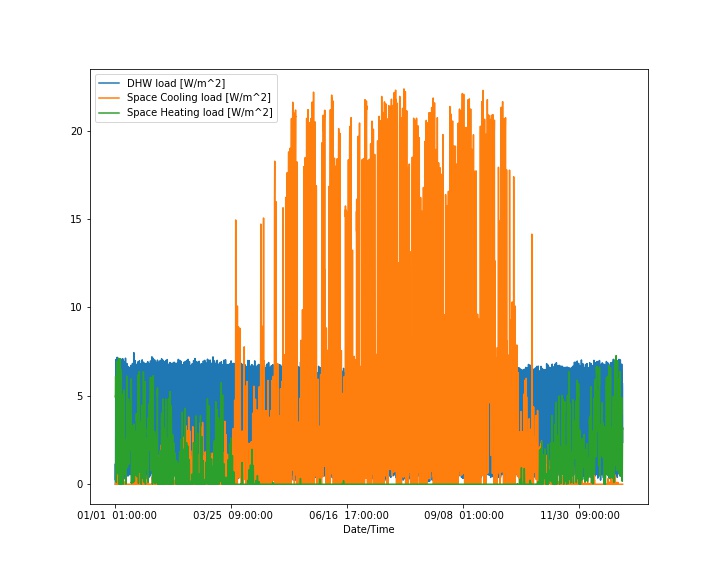 DHW load [W/m^2]
Space Cooling load [W/m^2]
Space Heating load [W/m^2]
20
15
10
5
0
01/01  01:00:00
03/25  09:00:00
06/16  17:00:00
09/08  01:00:00
11/30  09:00:00
Date/Time